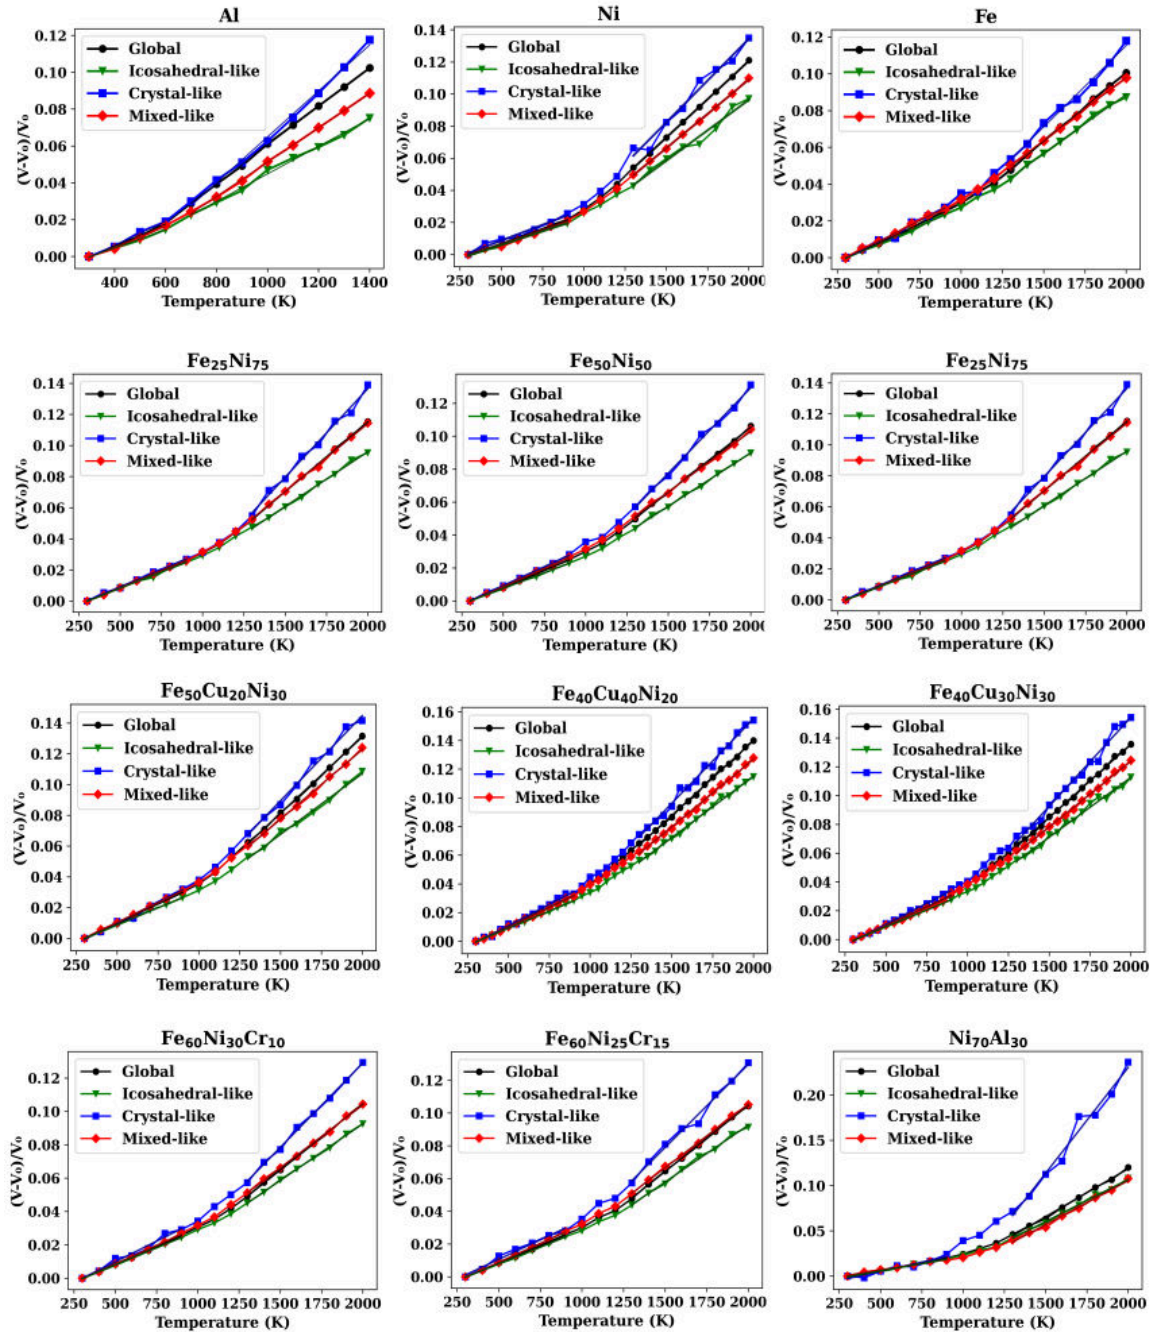 Al
(V-V₀)/V₀
0.12
0.10
0.08
0.06
0.04
0.02
0.00
Global
Icosahedral-like
Crystal-like
Mixed-like
400 600 800 1000 1200 1400
Temperature (K)
Ni
(V-V₀)/V₀
0.14
0.12
0.10
0.08
0.06
0.04
0.02
0.00
Global
Icosahedral-like
Crystal-like
Mixed-like
250 500 750 1000 1250 1500 1750 2000
Temperature (K)
Fe
(V-V₀)/V₀
0.12
0.10
0.08
0.06
0.04
0.02
0.00
Global
Icosahedral-like
Crystal-like
Mixed-like
250 500 750 1000 1250 1500 1750 2000
Temperature (K)
Fe₂₅Ni₇₅
(V-V₀)/V₀
0.14
0.12
0.10
0.08
0.06
0.04
0.02
0.00
Global
Icosahedral-like
Crystal-like
Mixed-like
250 500 750 1000 1250 1500 1750 2000
Temperature (K)
Fe₅₀Ni₅₀
(V-V₀)/V₀
0.14
0.12
0.10
0.08
0.06
0.04
0.02
0.00
Global
Icosahedral-like
Crystal-like
Mixed-like
250 500 750 1000 1250 1500 1750 2000
Temperature (K)
Fe₂₅Ni₇₅
(V-V₀)/V₀
0.14
0.12
0.10
0.08
0.06
0.04
0.02
0.00
Global
Icosahedral-like
Crystal-like
Mixed-like
250 500 750 1000 1250 1500 1750 2000
Temperature (K)
Fe₅₀Cu₂₀Ni₃₀
(V-V₀)/V₀
0.14
0.12
0.10
0.08
0.06
0.04
0.02
0.00
Global
Icosahedral-like
Crystal-like
Mixed-like
250 500 750 1000 1250 1500 1750 2000
Temperature (K)
Fe₄₀Cu₄₀Ni₂₀
(V-V₀)/V₀
0.16
0.14
0.12
0.10
0.08
0.06
0.04
0.02
0.00
Global
Icosahedral-like
Crystal-like
Mixed-like
250 500 750 1000 1250 1500 1750 2000
Temperature (K)
Fe₄₀Cu₃₀Ni₃₀
(V-V₀)/V₀
0.16
0.14
0.12
0.10
0.08
0.06
0.04
0.02
0.00
Global
Icosahedral-like
Crystal-like
Mixed-like
250 500 750 1000 1250 1500 1750 2000
Temperature (K)
Fe₆₀Ni₃₀Cr₁₀
(V-V₀)/V₀
0.12
0.10
0.08
0.06
0.04
0.02
0.00
Global
Icosahedral-like
Crystal-like
Mixed-like
250 500 750 1000 1250 1500 1750 2000
Temperature (K)
Fe₆₀Ni₂₅Cr₁₅
(V-V₀)/V₀
0.12
0.10
0.08
0.06
0.04
0.02
0.00
Global
Icosahedral-like
Crystal-like
Mixed-like
250 500 750 1000 1250 1500 1750 2000
Temperature (K)
Ni₇₀Al₃₀
(V-V₀)/V₀
0.20
0.15
0.10
0.05
0.00
Global
Icosahedral-like
Crystal-like
Mixed-like
250 500 750 1000 1250 1500 1750 2000
Temperature (K)